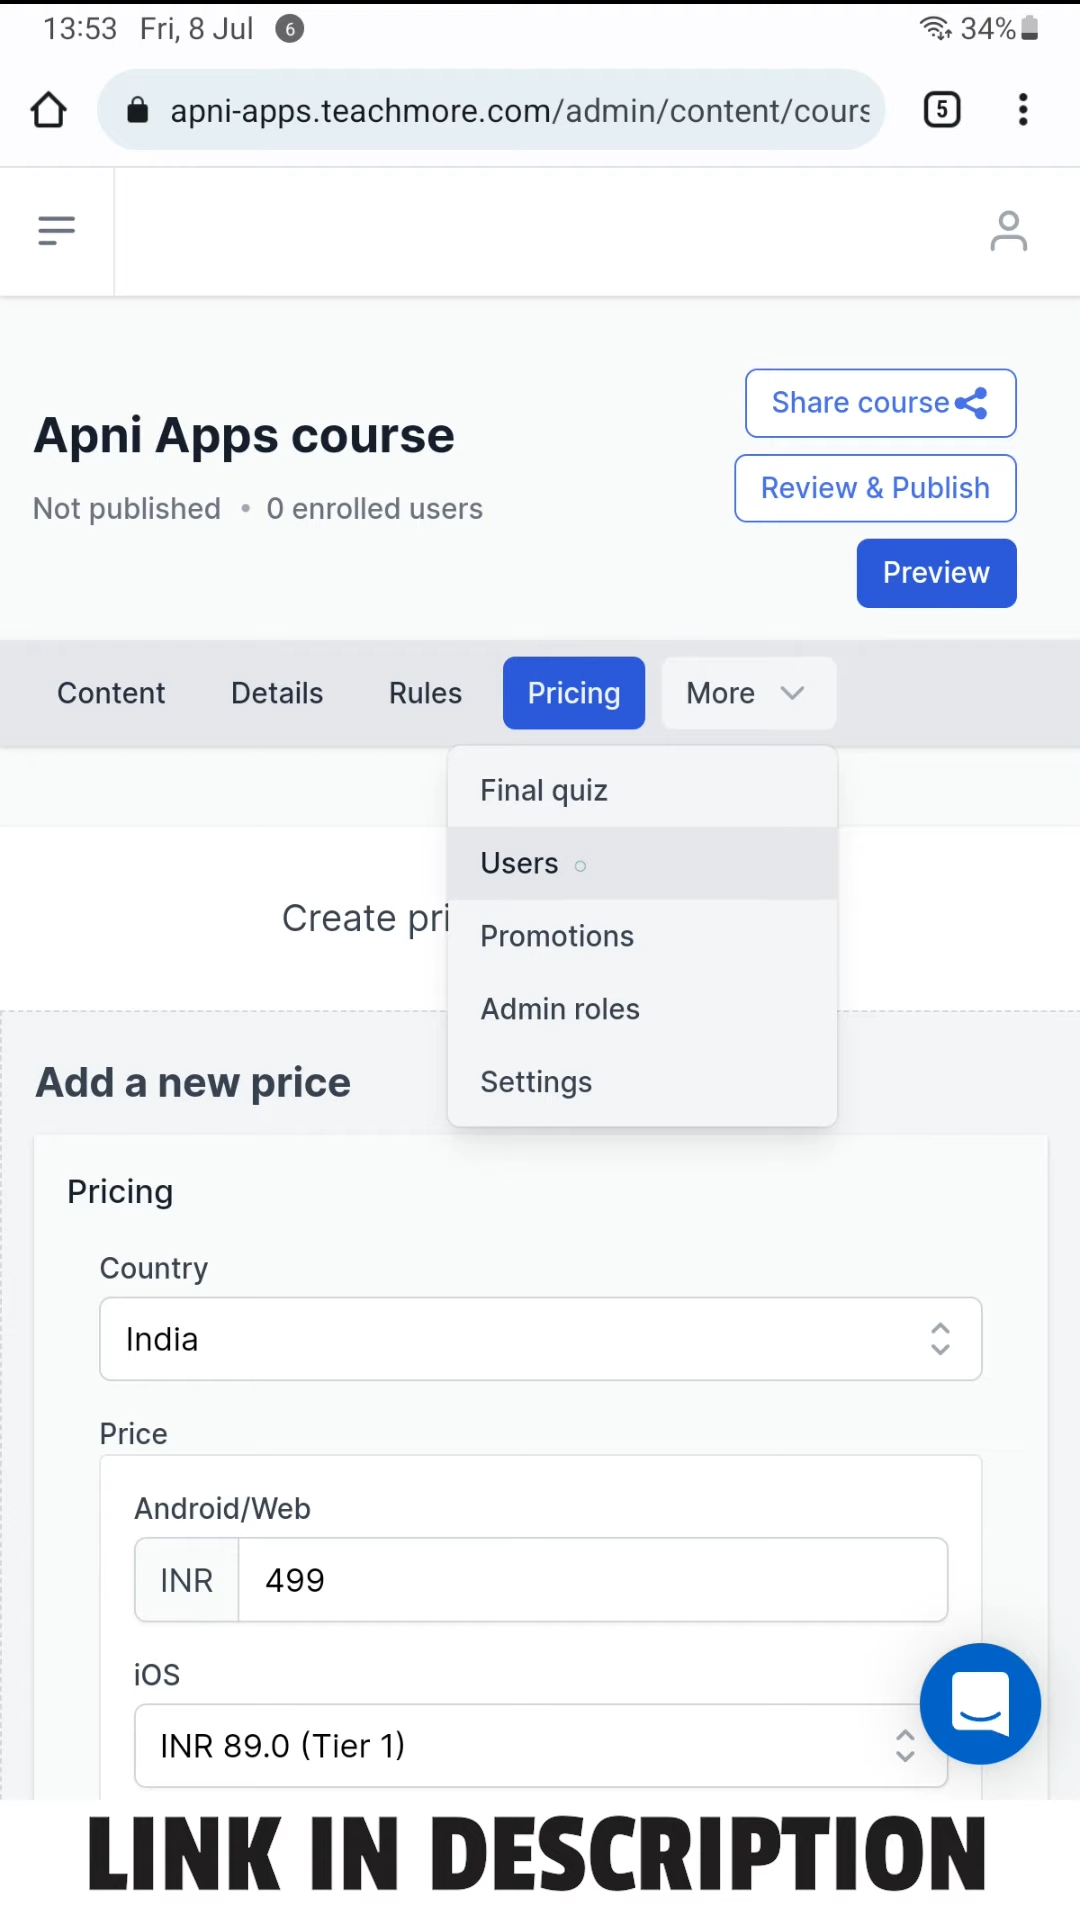 13:53 Fri, 8 Jul 6 34%
apni-apps.teachmore.com/admin/content/cours 5
Share course
Apni Apps course
Not published • 0 enrolled users
Review & Publish
Preview
Content Details Rules Pricing More
Final quiz
Users
Create pri
Promotions
Admin roles
Settings
Add a new price
Pricing
Country
India
Price
Android/Web
INR 499
iOS
INR 89.0 (Tier 1)
LINK IN DESCRIPTION